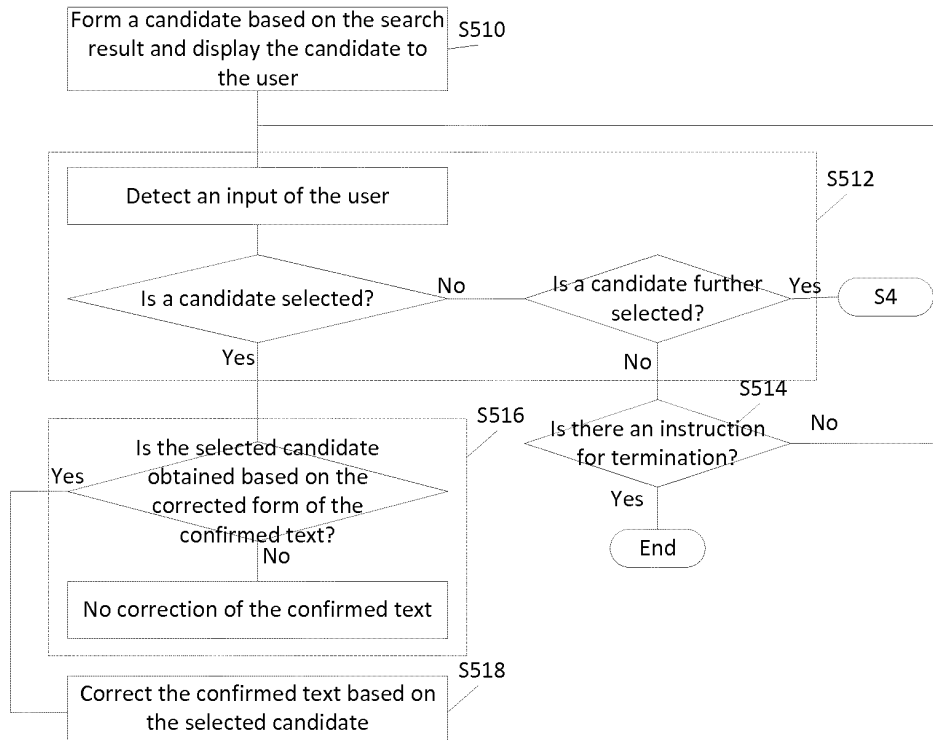 Form a candidate based on the search
result and display the candidate to
the user
S510
Detect an input of the user
S512
Is a candidate selected?
No
Is a candidate further
selected?
Yes
S4
Yes
No
S514
Is there an instruction
for termination?
No
Yes
End
S516
Is the selected candidate
obtained based on the
corrected form of the
confirmed text?
Yes
No
No correction of the confirmed text
S518
Correct the confirmed text based on
the selected candidate